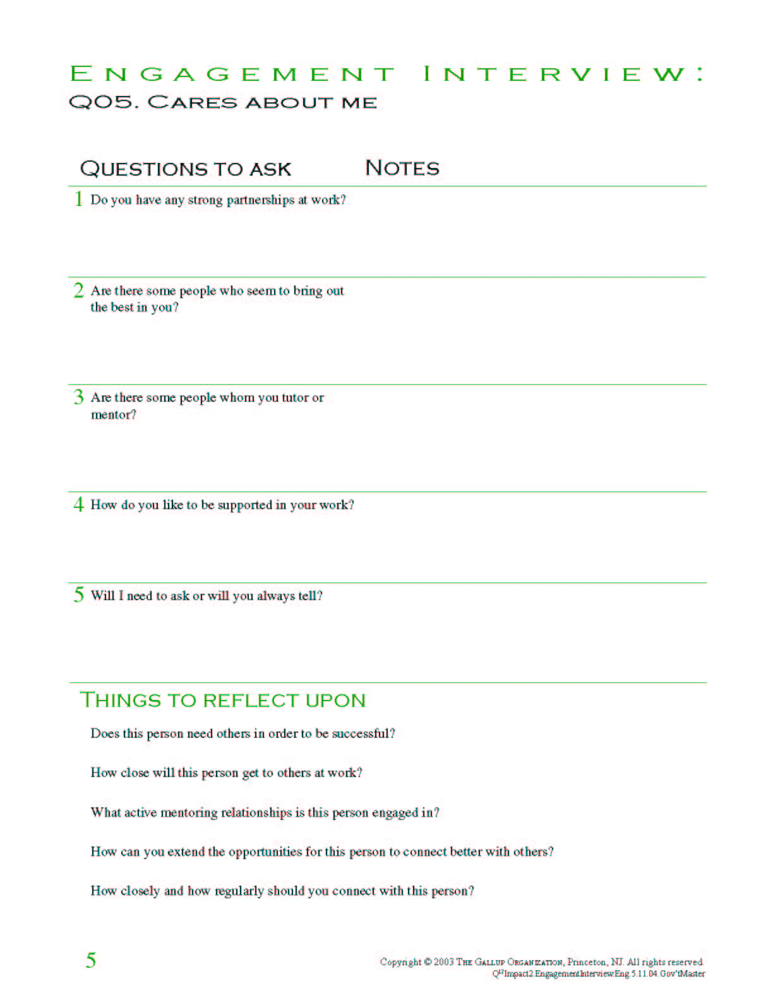 Engagement Interview:
Q05. Cares about me
Questions to ask
Notes
1 Do you have any strong partnerships at work?
2 Are there some people who seem to bring out
the best in you?
3 Are there some people whom you tutor or
mentor?
4 How do you like to be supported in your work?
5 Will I need to ask or will you always tell?
Things to reflect upon
Does this person need others in order to be successful?
How close will this person get to others at work?
What active mentoring relationships is this person engaged in?
How can you extend the opportunities for this person to connect better with others?
How closely and how regularly should you connect with this person?
5
Copyright © 2003 The Gallup Organization, Princeton, NJ. All rights reserved.
Q12Impact2.EngagementInterviewEng.5.11.04.Gov'tMaster